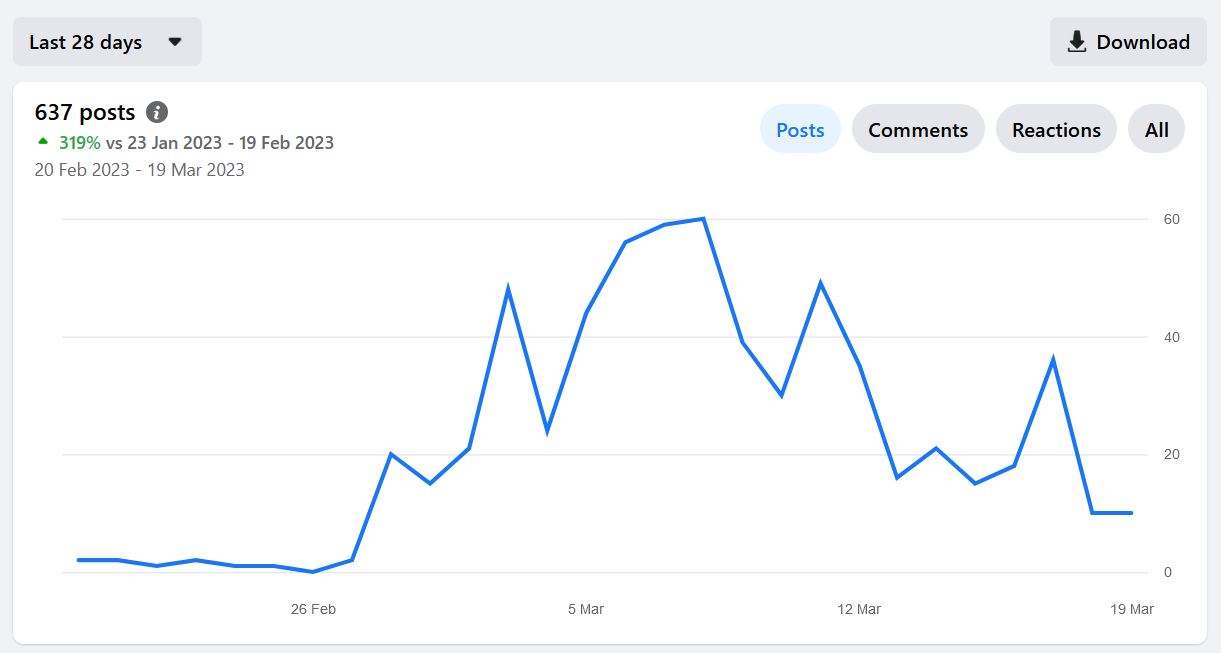 Last 28 days
Download
637 posts
319% vs 23 Jan 2023 - 19 Feb 2023
20 Feb 2023 - 19 Mar 2023
Posts
Comments
Reactions
All
60
40
20
0
26 Feb
5 Mar
12 Mar
19 Mar